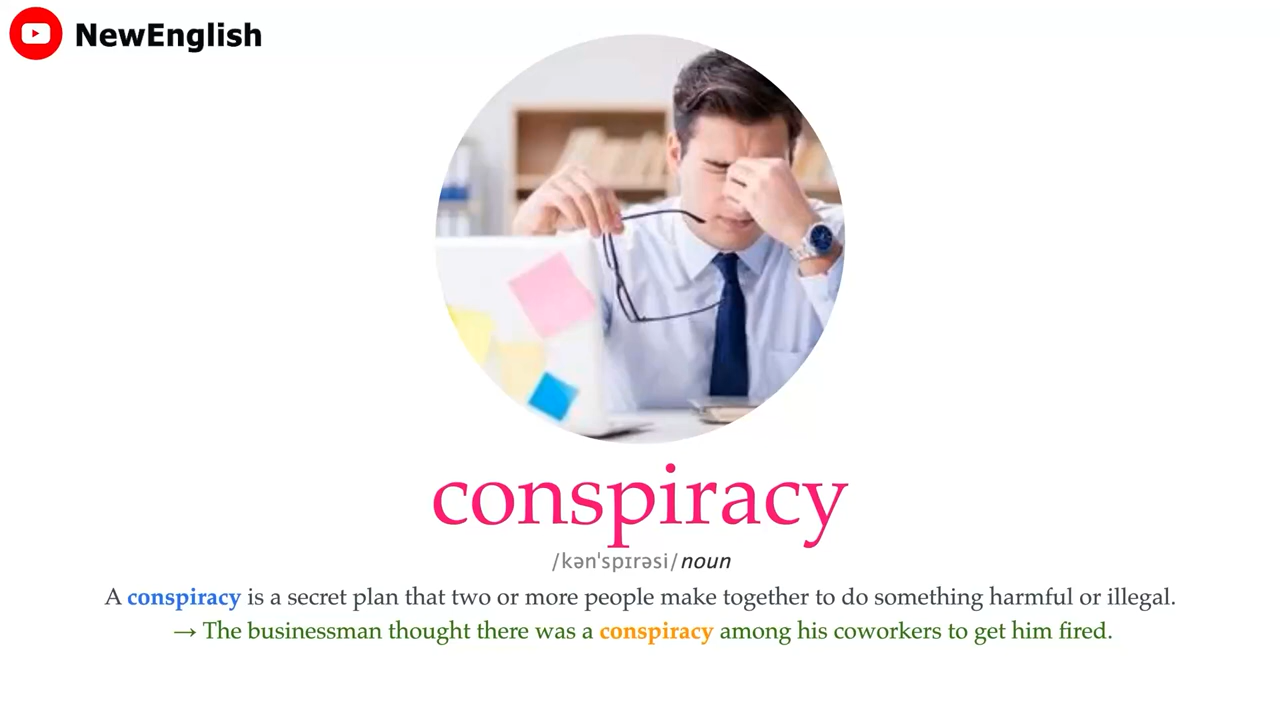 NewEnglish
conspiracy
/kən'spɪrəsi/ noun
A conspiracy is a secret plan that two or more people make together to do something harmful or illegal.
→ The businessman thought there was a conspiracy among his coworkers to get him fired.